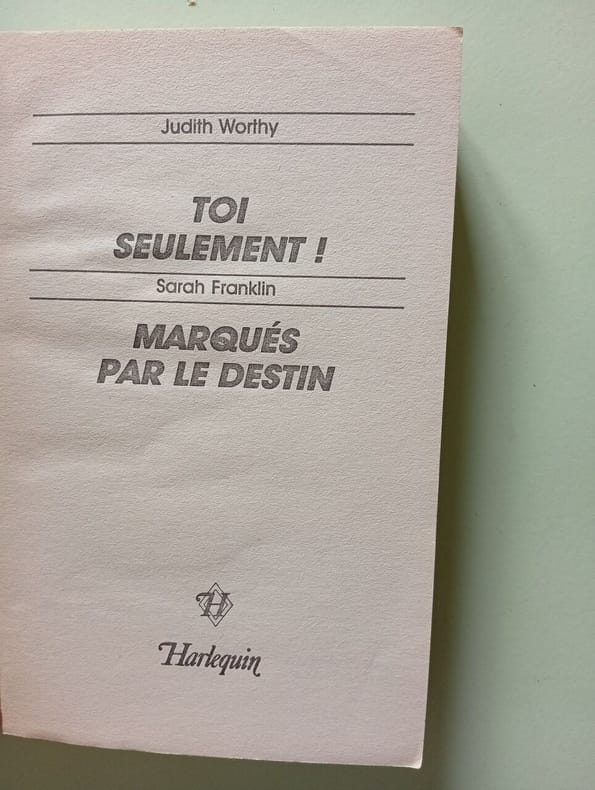 Judith Worthy
TOI
SEULEMENT !
Sarah Franklin
MARQUÉS
PAR LE DESTIN
H
Harlequin